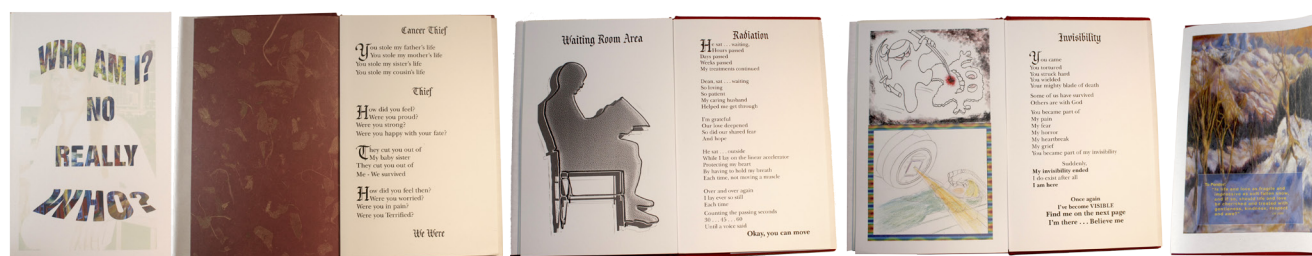 WHO AM I?
NO
REALLY
WHO?
Cancer Thief
You stole my father's life
You stole my mother's life
You stole my sister's life
You stole my cousin's life
Thief
How did you feel?
Were you proud?
Were you strong?
Were you happy with your fate?
They cut you out of
My baby sister
They cut you out of
Me - We survived
How did you feel then?
Were you worried?
Were you in pain?
Were you Terrified?
We Were
Waiting Room Area
Radiation
He sat . . . waiting,
Hours passed
Days passed
Weeks passed
My treatments continued
Dean, sat . . . waiting
So loving
So patient
My caring husband
Helped me get through
I'm grateful
Our love deepened
So did our shared fear
And hope
He sat . . . outside
While I lay on the linear accelerator
Protecting my heart
By having to hold my breath
Each time, not moving a muscle
Over and over again
I lay ever so still
Each time
Counting the passing seconds
30 . . . 45 . . . 60
Until a voice said
Okay, you can move
Invisibility
You came
You tortured
You struck hard
You wielded
Your mighty blade of death
Some of us have survived
Others are with God
You became part of
My pain
My fear
My horror
My heartbreak
My grief
You became part of my invisibility
Suddenly,
My invisibility ended
I do exist after all
I am here
Once again
I've become VISIBLE
Find me on the next page
I'm there . . . Believe me